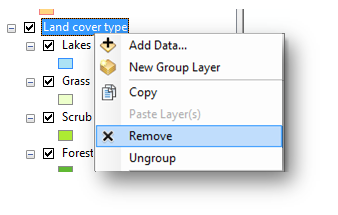 Land cover type
Lakes
Grass
Scrub
Forest
Add Data...
New Group Layer
Copy
Paste Layer(s)
Remove
Ungroup